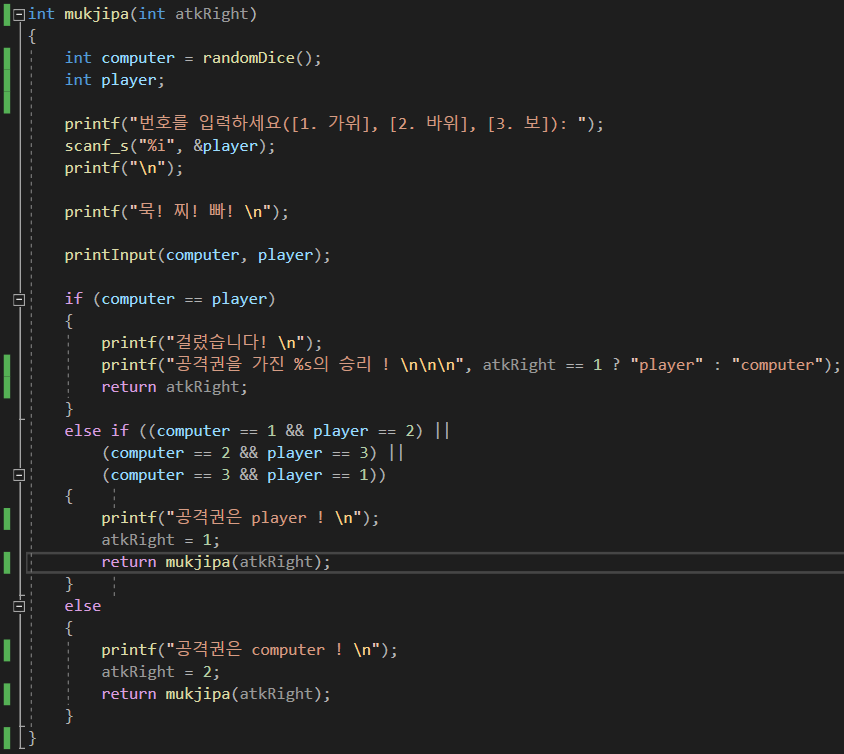 int mukjipa(int atkRight)
{
    int computer = randomDice();
    int player;

    printf("번호를 입력하세요([1. 가위], [2. 바위], [3. 보]): ");
    scanf_s("%i", &player);
    printf("\n");

    printf("묵! 찌! 빠! \n");

    printInput(computer, player);

    if (computer == player)
    {
        printf("걸렸습니다! \n");
        printf("공격권을 가진 %s의 승리 ! \n\n\n", atkRight == 1 ? "player" : "computer");
        return atkRight;
    }
    else if ((computer == 1 && player == 2) ||
        (computer == 2 && player == 3) ||
        (computer == 3 && player == 1))
    {
        printf("공격권은 player ! \n");
        atkRight = 1;
        return mukjipa(atkRight);
    }
    else
    {
        printf("공격권은 computer ! \n");
        atkRight = 2;
        return mukjipa(atkRight);
    }
}